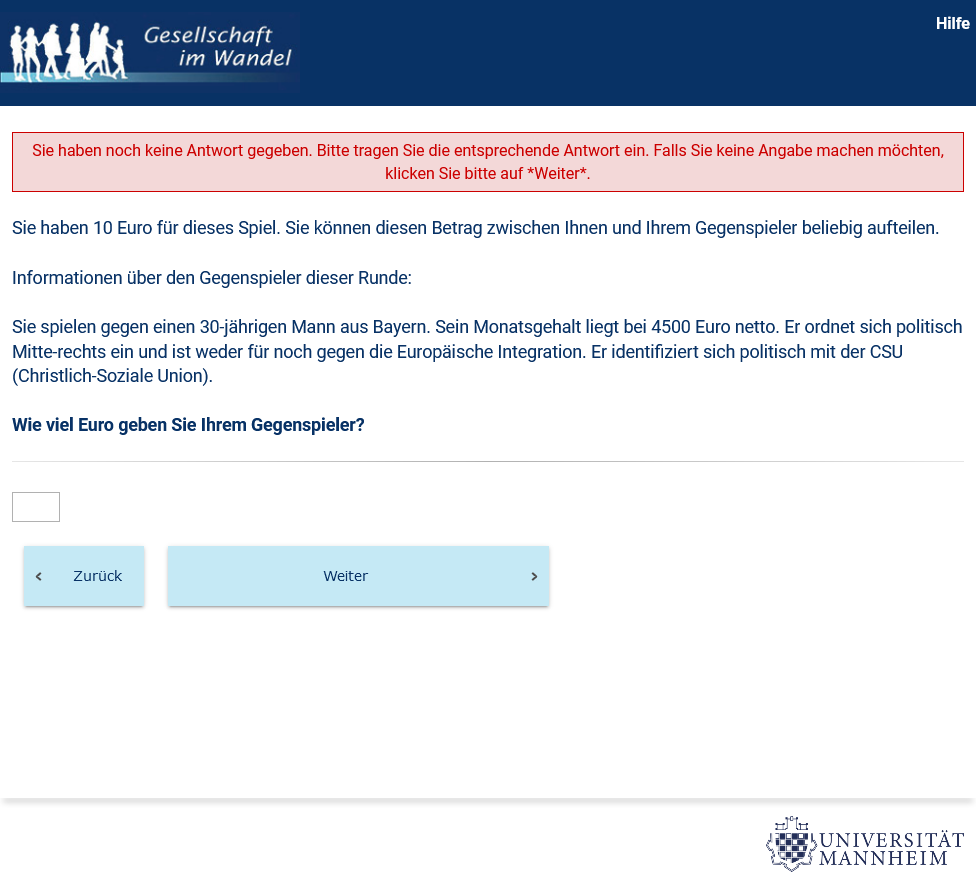 Hilfe
Gesellschaft
im Wandel
Sie haben noch keine Antwort gegeben. Bitte tragen Sie die entsprechende Antwort ein. Falls Sie keine Angabe machen möchten,
klicken Sie bitte auf *Weiter*.
Sie haben 10 Euro für dieses Spiel. Sie können diesen Betrag zwischen Ihnen und Ihrem Gegenspieler beliebig aufteilen.
Informationen über den Gegenspieler dieser Runde:
Sie spielen gegen einen 30-jährigen Mann aus Bayern. Sein Monatsgehalt liegt bei 4500 Euro netto. Er ordnet sich politisch
Mitte-rechts ein und ist weder für noch gegen die Europäische Integration. Er identifiziert sich politisch mit der CSU
(Christlich-Soziale Union).
Wie viel Euro geben Sie Ihrem Gegenspieler?
Zurück
Weiter
UNIVERSITÄT
MANNHEIM